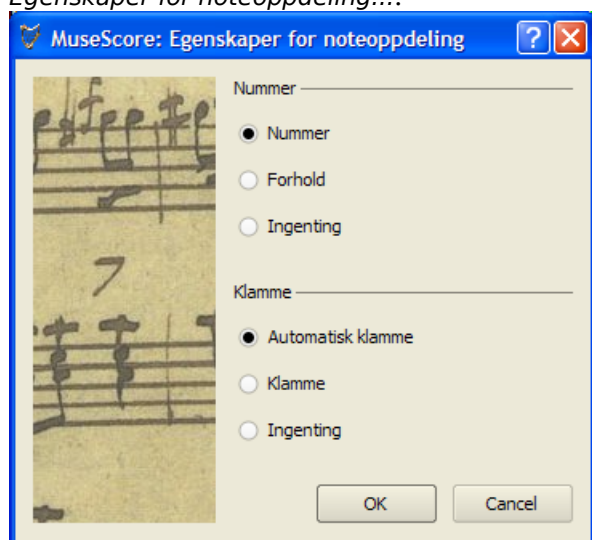 Egenskaper for noteoppdeling....
MuseScore: Egenskaper for noteoppdeling
Nummer
Nummer
Forhold
Ingenting
7
Klamme
Automatisk klamme
Klamme
Ingenting
OK Cancel